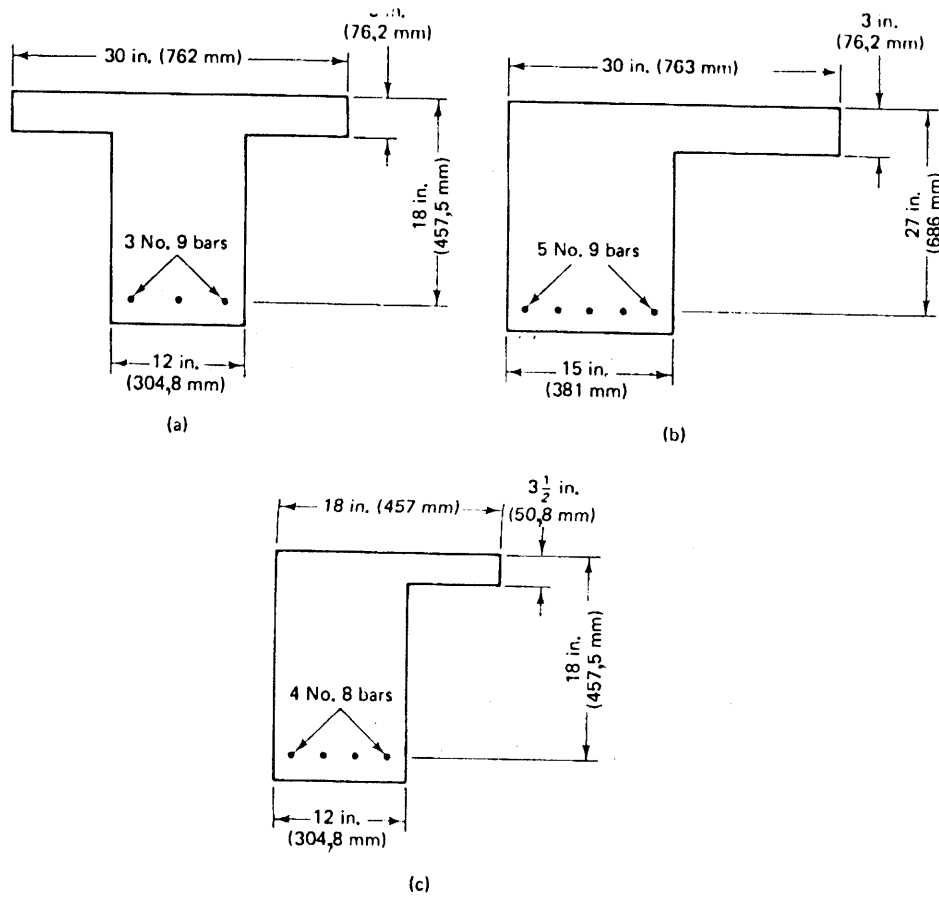 in.
(76,2 mm)
30 in. (762 mm)
18 in.
(457,5 mm)
3 No. 9 bars
12 in.
(304,8 mm)
(a)
3 in.
(76,2 mm)
30 in. (763 mm)
27 in.
(686 mm)
5 No. 9 bars
15 in.
(381 mm)
(b)
3 1/2 in.
(50,8 mm)
18 in. (457 mm)
18 in.
(457,5 mm)
4 No. 8 bars
12 in.
(304,8 mm)
(c)